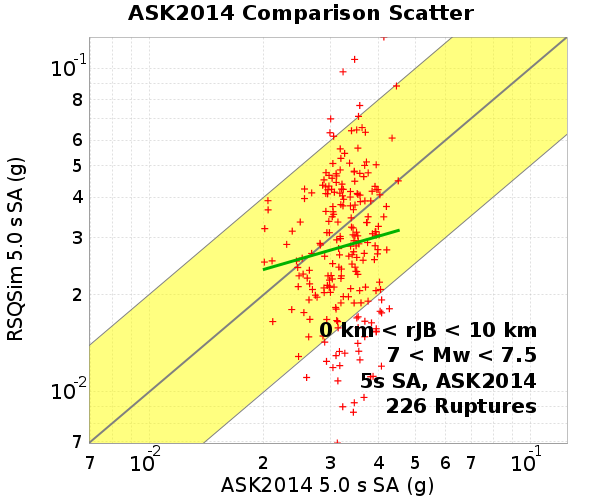 ASK2014 Comparison Scatter
RSQSim 5.0 s SA (g)
10-1
8
6
5
4
3
2
10-2
7
0 km < rJB < 10 km
7 < Mw < 7.5
5s SA, ASK2014
226 Ruptures
7 10-2 2 3 4 5 6 7 10-1
ASK2014 5.0 s SA (g)